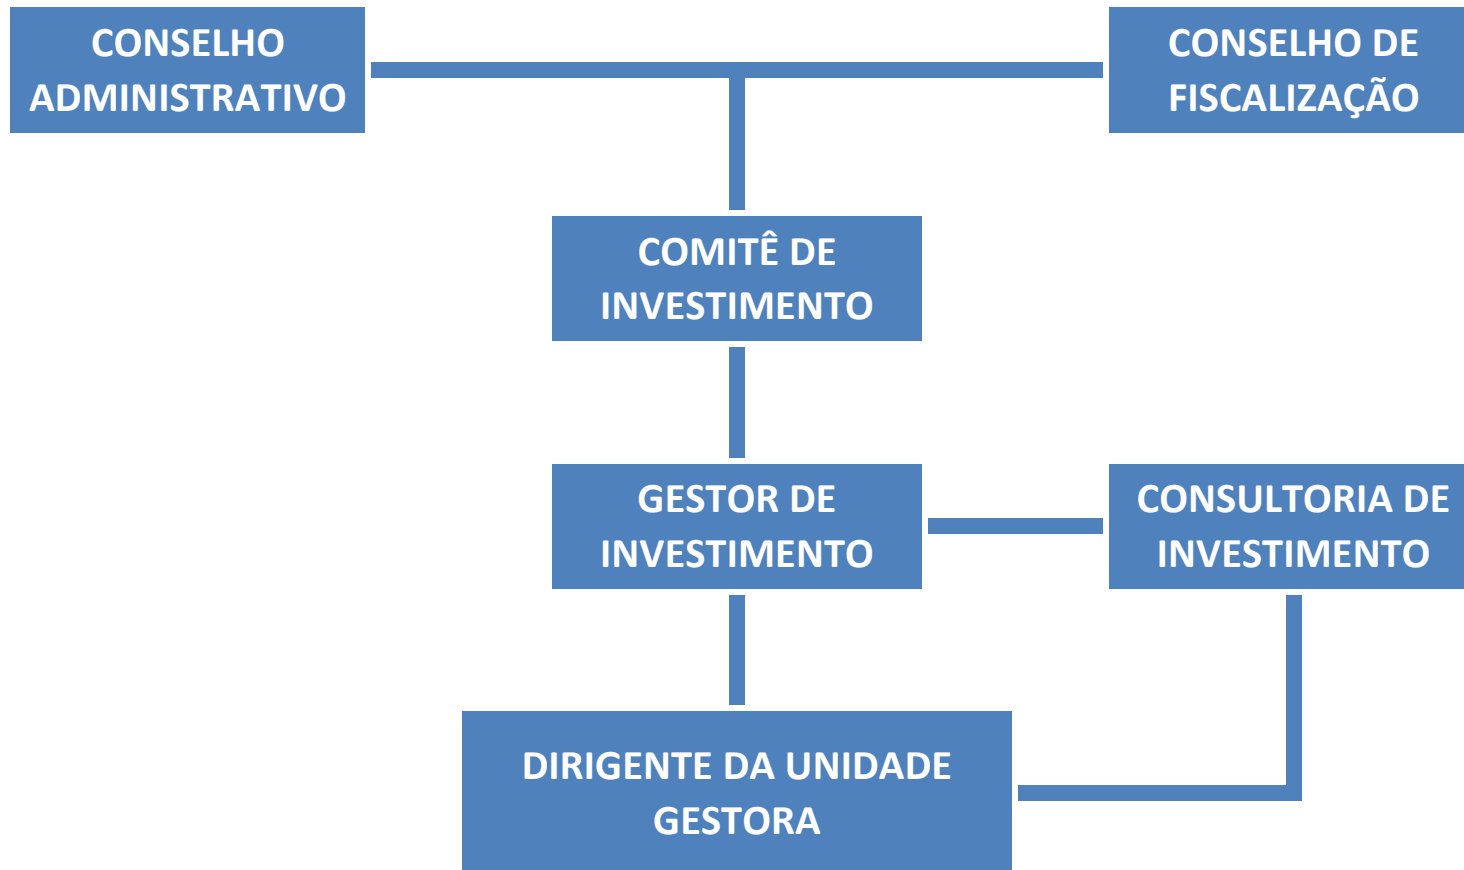 CONSELHO
ADMINISTRATIVO
CONSELHO DE
FISCALIZAÇÃO
COMITÊ DE
INVESTIMENTO
GESTOR DE
INVESTIMENTO
CONSULTORIA DE
INVESTIMENTO
DIRIGENTE DA UNIDADE
GESTORA